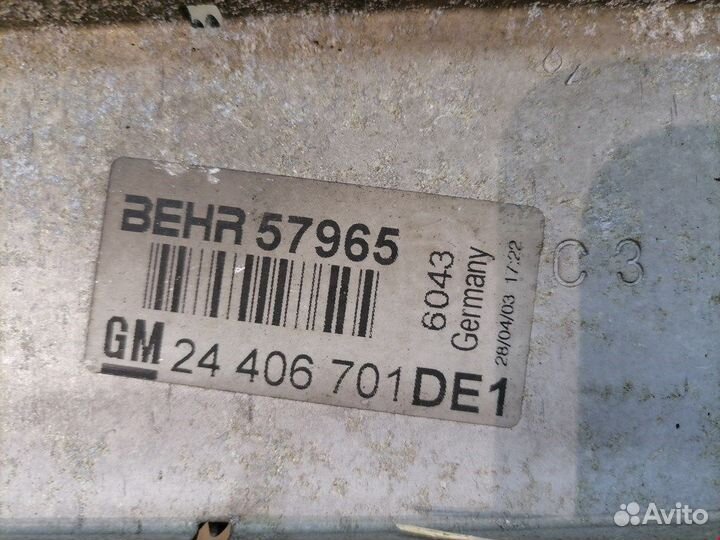 BEHR 57965
6043
Germany
28/04/03 17:22
GM 24 406 701 DE1
C 3
Avito